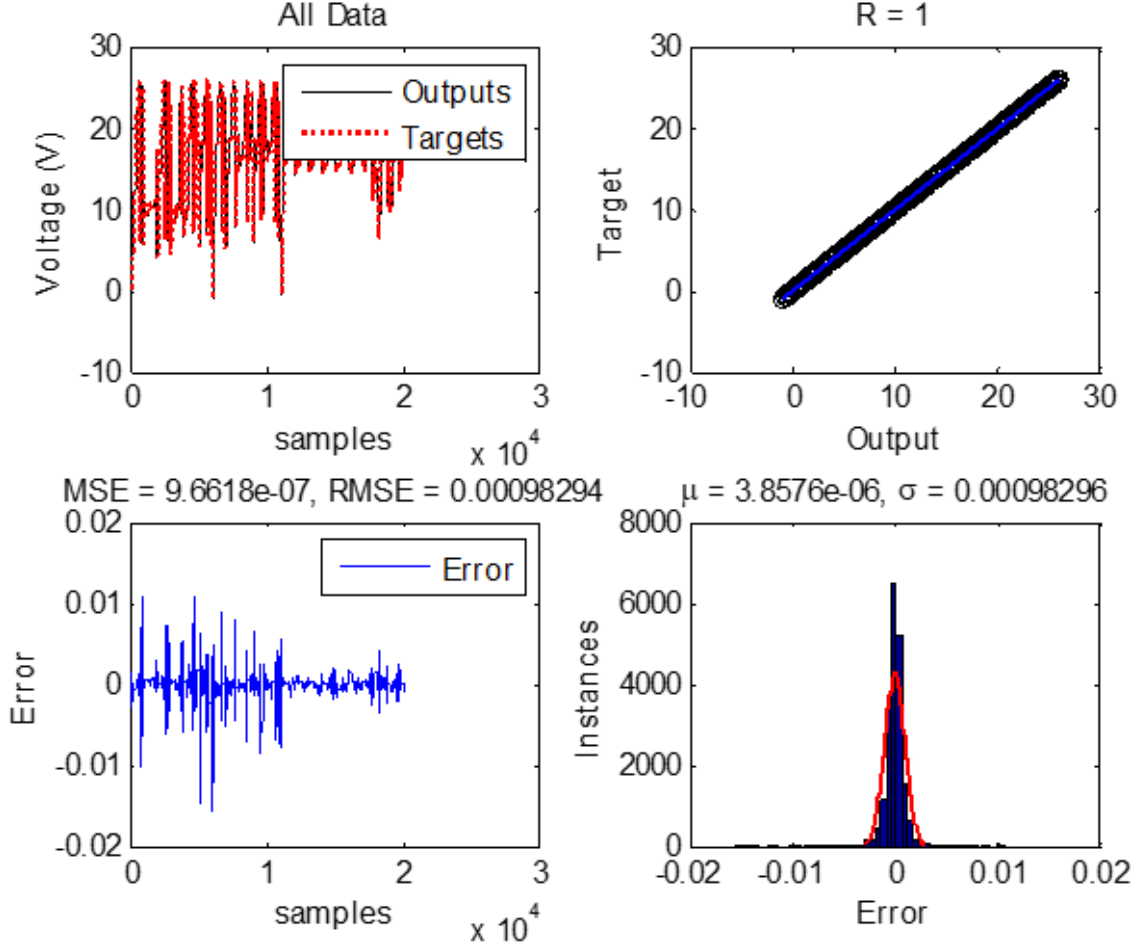 All Data
30
20
10
0
-10
Voltage (V)
Outputs
Targets
0
1
2
3
samples
x 10^4
R = 1
30
20
10
0
-10
Target
-10
0
10
20
30
Output
MSE = 9.6618e-07, RMSE = 0.00098294
0.02
0.01
0
-0.01
-0.02
Error
Error
0
1
2
3
samples
x 10^4
μ = 3.8576e-06, σ = 0.00098296
8000
6000
4000
2000
0
Instances
-0.02
-0.01
0
0.01
0.02
Error